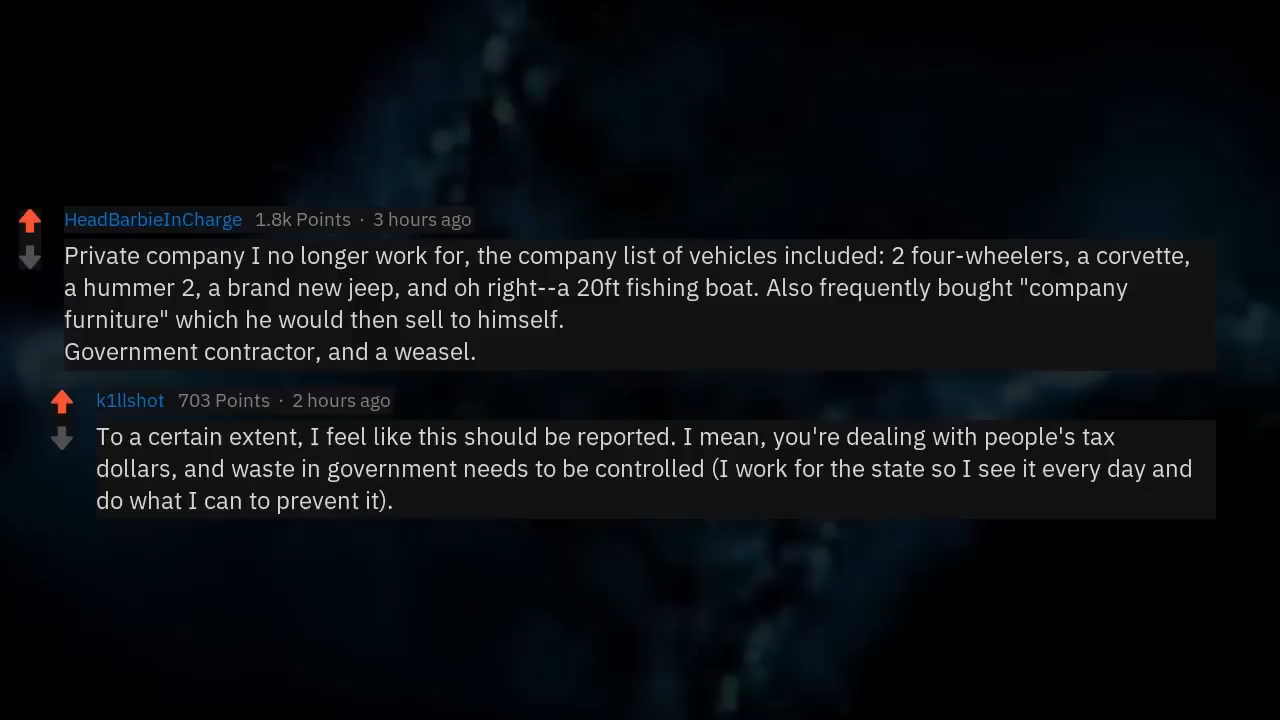 HeadBarbieInCharge 1.8k Points · 3 hours ago
Private company I no longer work for, the company list of vehicles included: 2 four-wheelers, a corvette,
a hummer 2, a brand new jeep, and oh right--a 20ft fishing boat. Also frequently bought "company
furniture" which he would then sell to himself.
Government contractor, and a weasel.
k1llshot 703 Points · 2 hours ago
To a certain extent, I feel like this should be reported. I mean, you're dealing with people's tax
dollars, and waste in government needs to be controlled (I work for the state so I see it every day and
do what I can to prevent it).